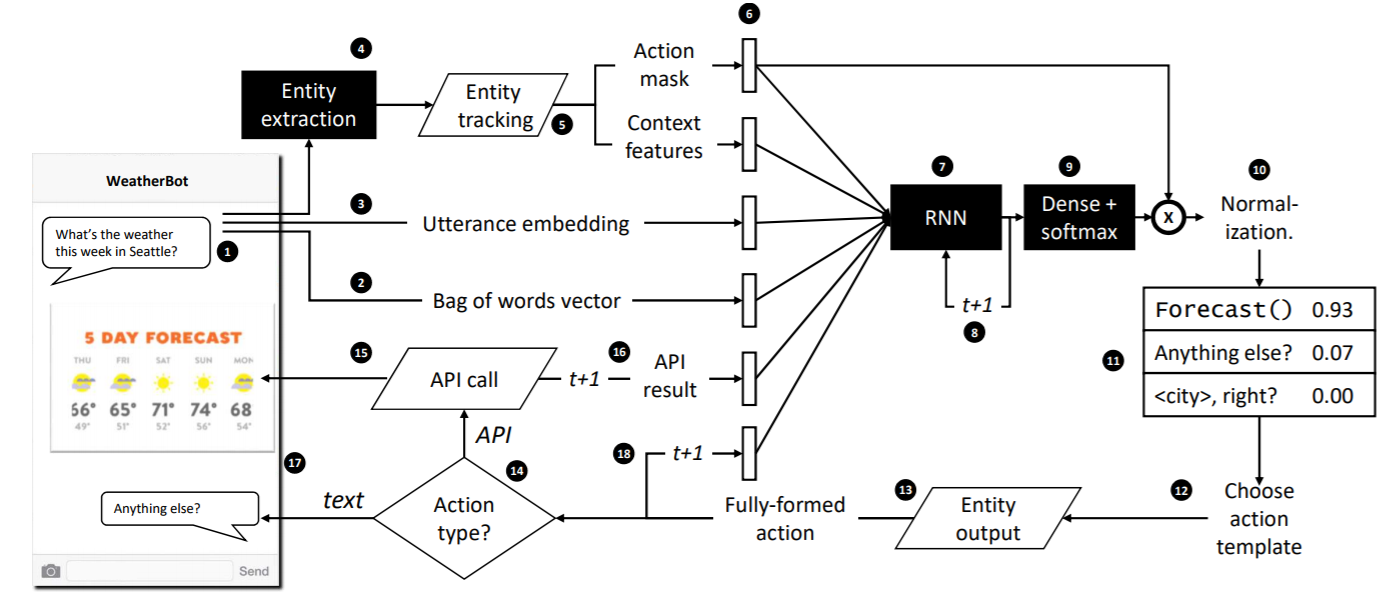 6
4
Action
mask
Entity
extraction
Entity
tracking
5
Context
features
7
9
10
WeatherBot
3
What's the weather
this week in Seattle?
1
Utterance embedding
RNN
Dense +
softmax
X
Normal-
ization.
2
Bag of words vector
t+1
8
Forecast() 0.93
Anything else? 0.07
<city>, right? 0.00
11
5 DAY FORECAST
THU FRI SAT SUN MON
66° 65° 71° 74° 68
49° 51° 52° 56° 54°
15
API call
16
t+1
API
result
API
18
t+1
17
14
13
12
text
Action
type?
Fully-formed
action
Entity
output
Choose
action
template
Anything else?
Send